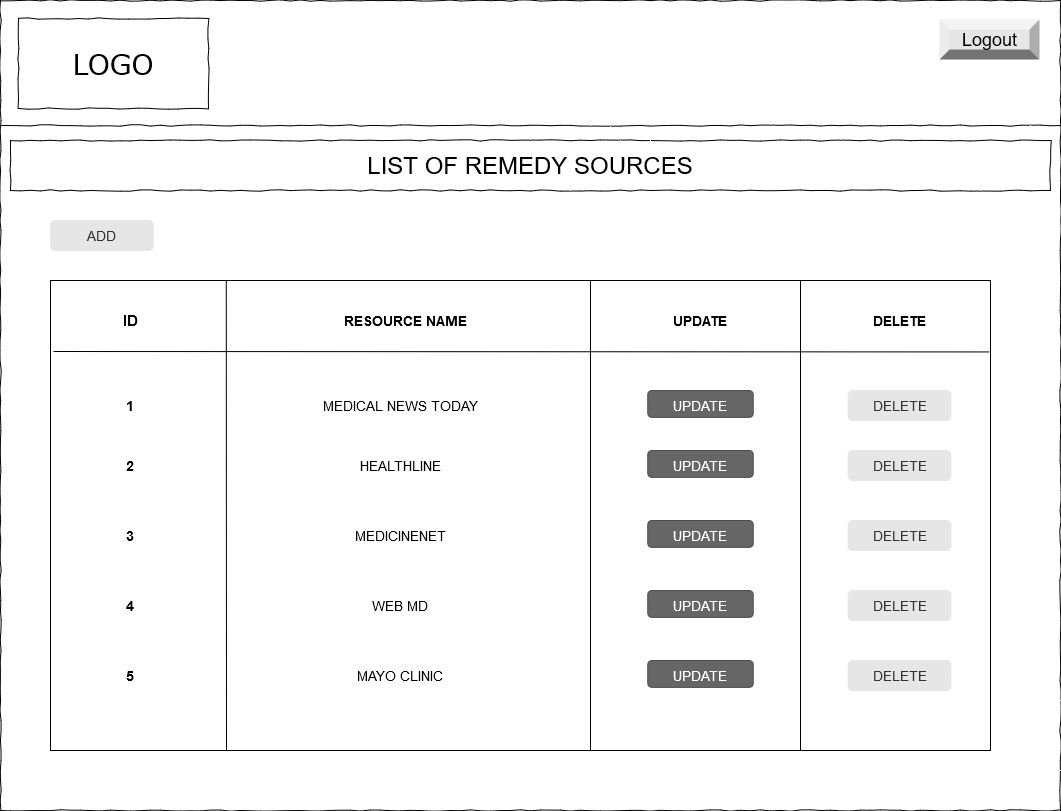 LOGO
Logout
LIST OF REMEDY SOURCES
ADD
ID RESOURCE NAME UPDATE DELETE
1 MEDICAL NEWS TODAY UPDATE DELETE
2 HEALTHLINE UPDATE DELETE
3 MEDICINENET UPDATE DELETE
4 WEB MD UPDATE DELETE
5 MAYO CLINIC UPDATE DELETE